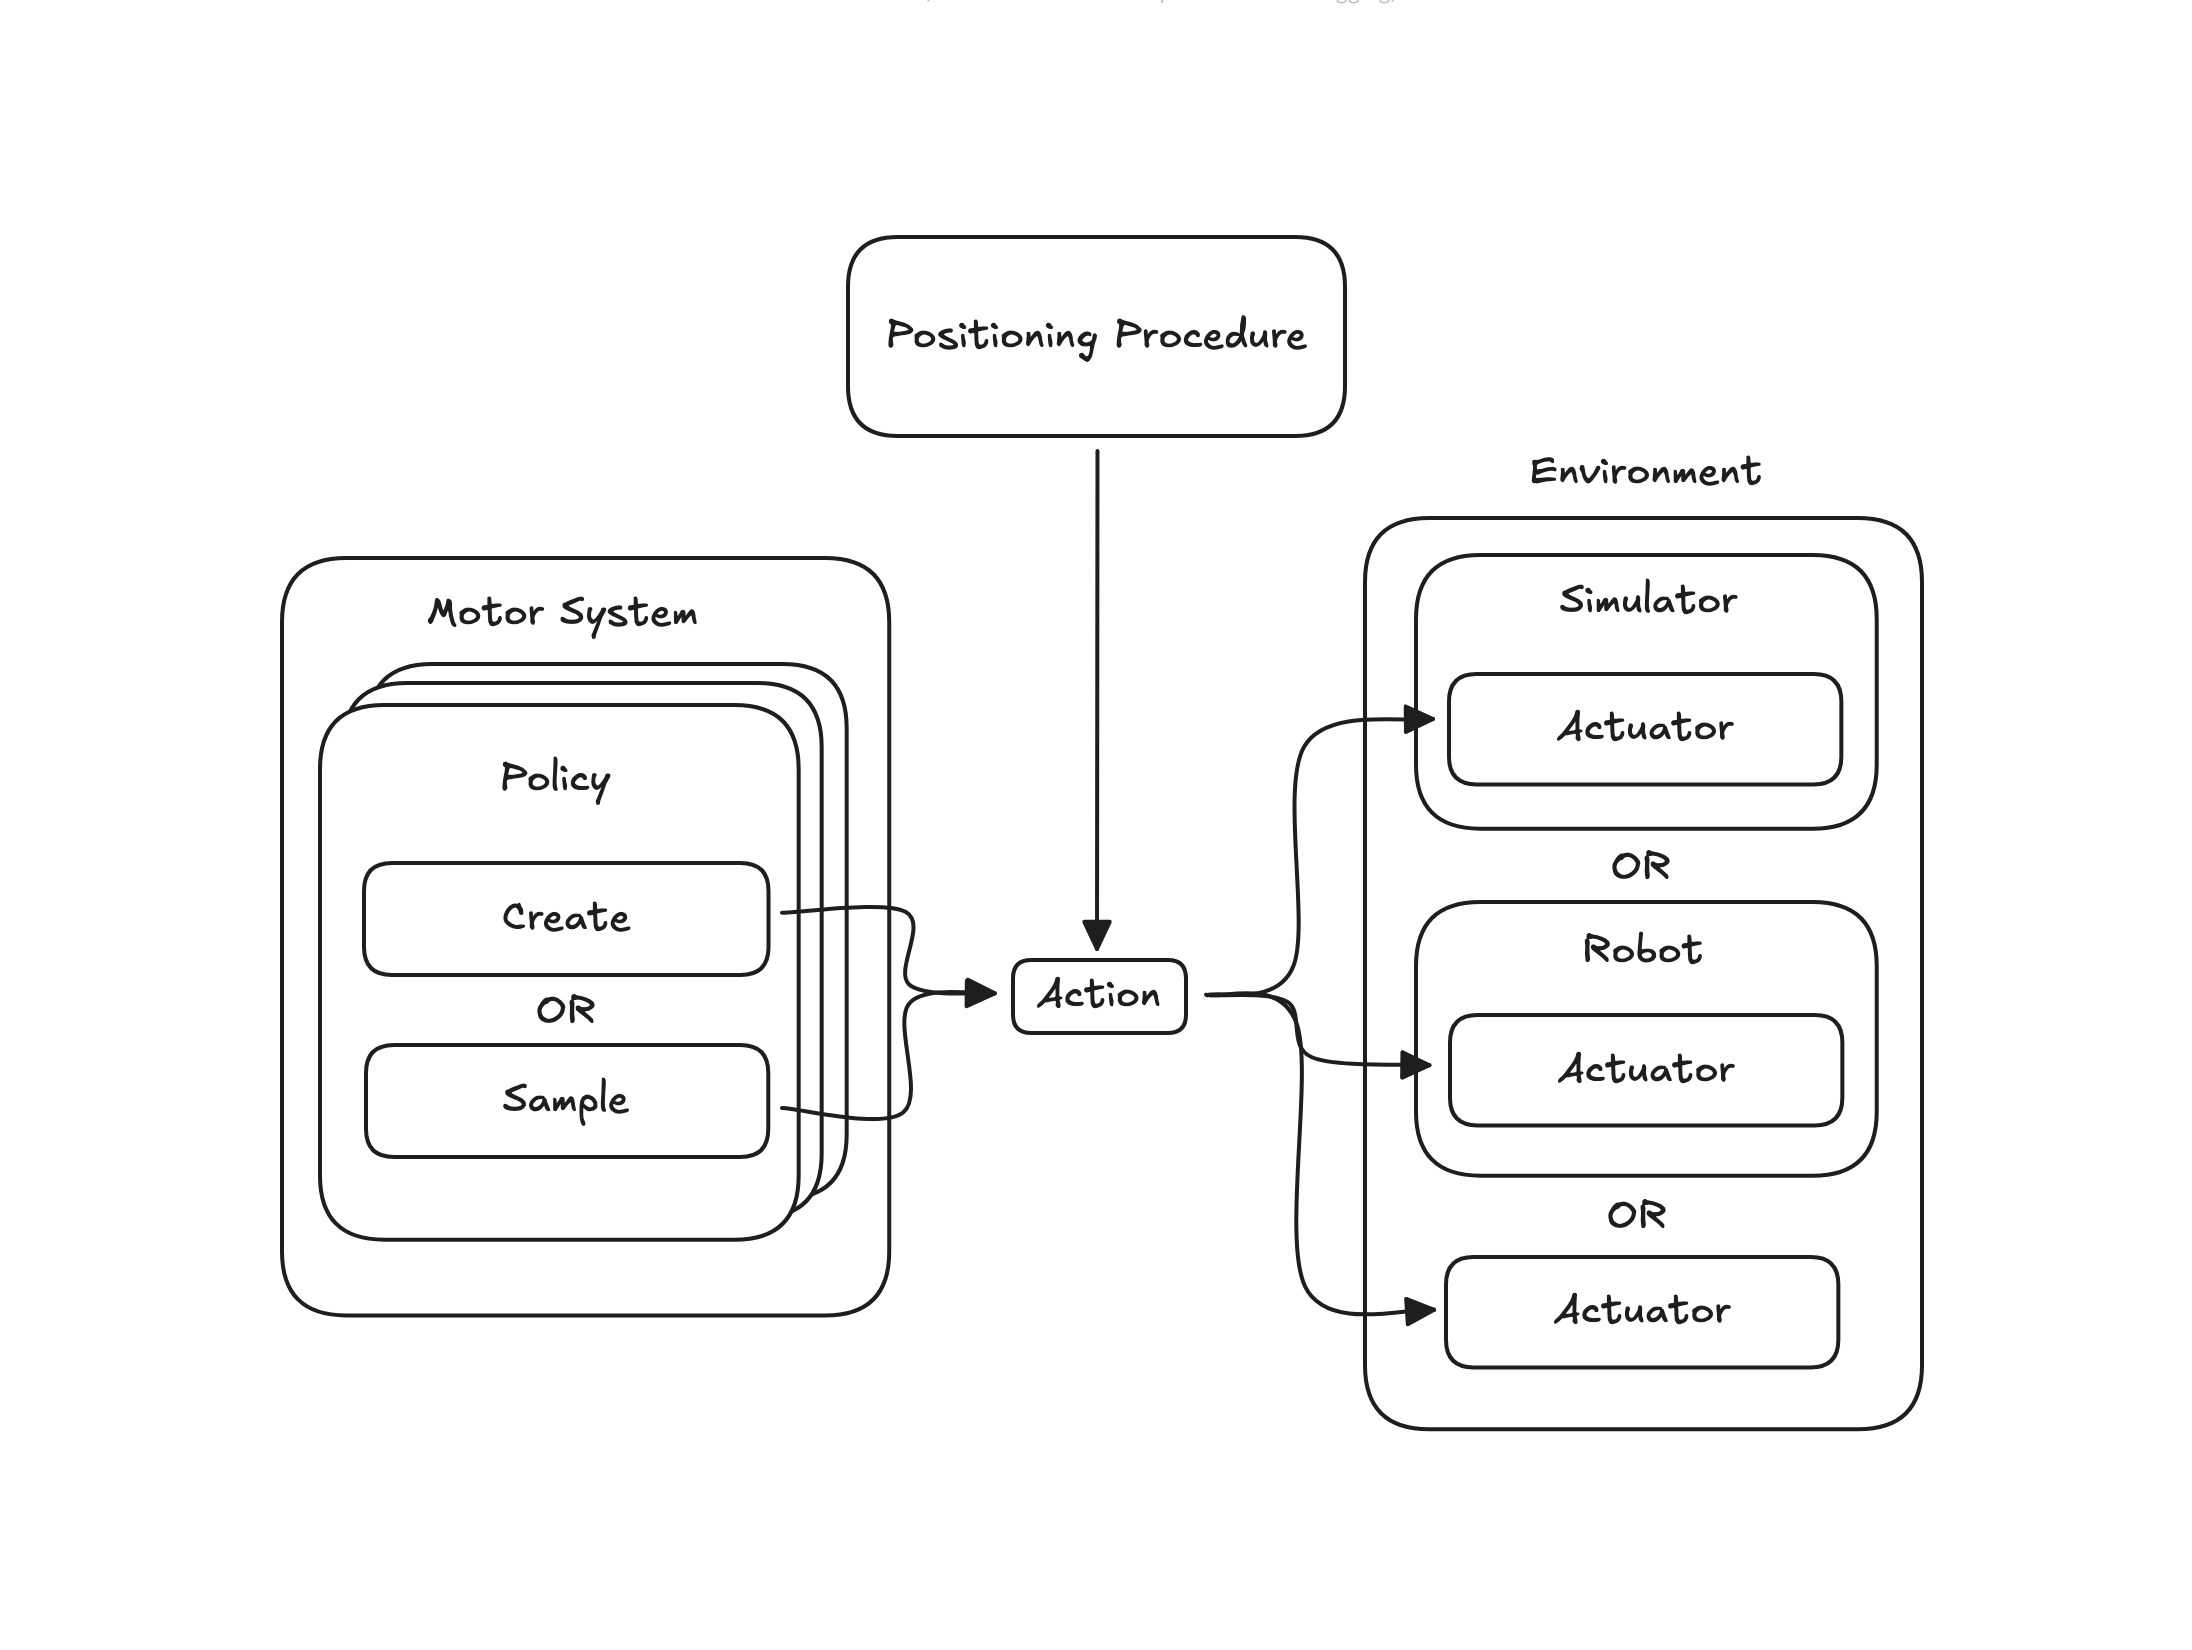 Positioning Procedure
Environment
Motor System
Policy
Create
OR
Sample
Action
Simulator
Actuator
OR
Robot
Actuator
OR
Actuator